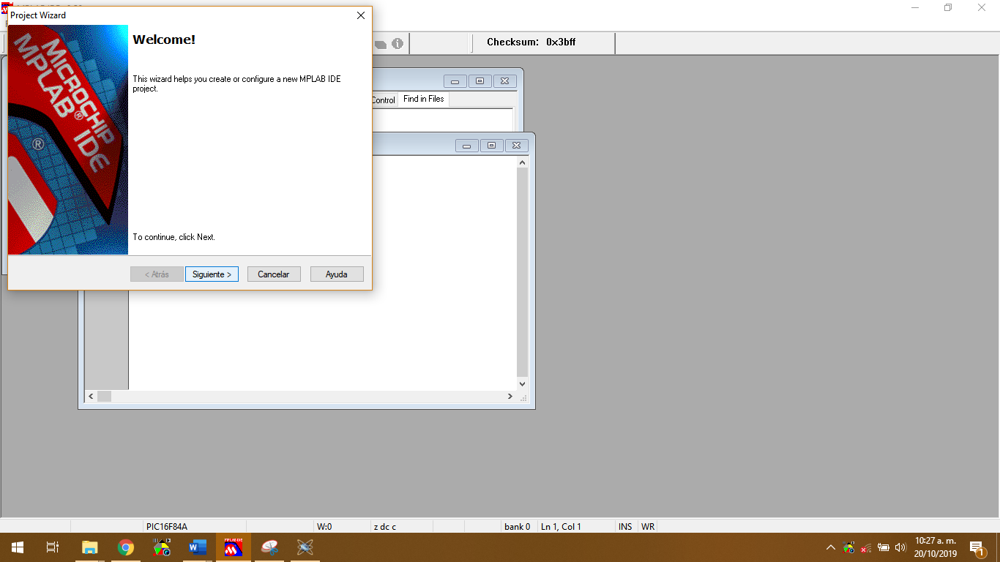 Project Wizard
Checksum: 0x3bff
MICROCHIP
MPLAB® IDE
®
Welcome!
This wizard helps you create or configure a new MPLAB IDE
project.
To continue, click Next.
< Atrás
Siguiente >
Cancelar
Ayuda
Control
Find in Files
PIC16F84A
W:0
z dc c
bank 0
Ln 1, Col 1
INS
WR
MPLAB IDE
10:27 a. m.
20/10/2019
1